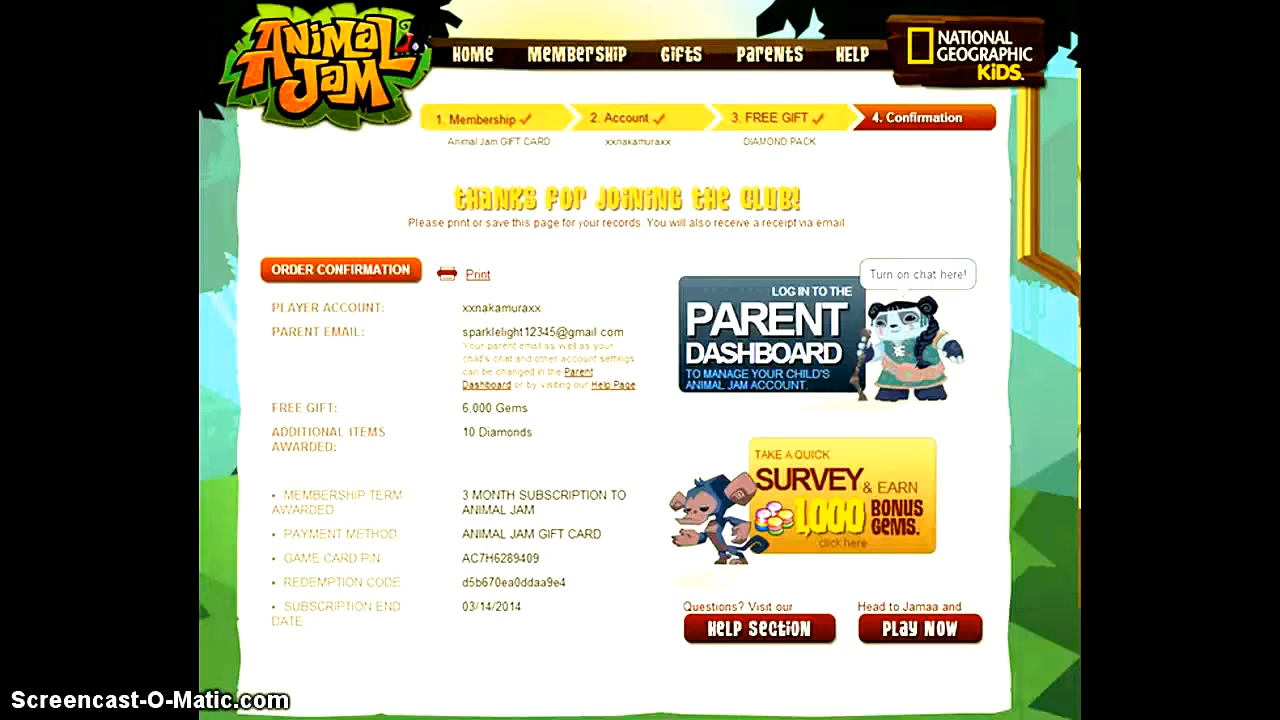 ANIMAL JAM
HOME MEMBERSHIP GIFTS PARENTS HELP
NATIONAL GEOGRAPHIC KiDS
1. Membership ✓ 2. Account ✓ 3. FREE GIFT ✓ 4. Confirmation
Animal Jam GIFT CARD xxnakamuraxx DIAMOND PACK
THANKS FOR JOINING THE CLUB!
Please print or save this page for your records. You will also receive a receipt via email
ORDER CONFIRMATION Print
PLAYER ACCOUNT: xxnakamuraxx
PARENT EMAIL: sparklelight12345@gmail.com
Your parent email as well as your
child's chat and other account settings
can be changed in the Parent
Dashboard or by visiting our Help Page
FREE GIFT: 6,000 Gems
ADDITIONAL ITEMS
AWARDED: 10 Diamonds
• MEMBERSHIP TERM
AWARDED 3 MONTH SUBSCRIPTION TO
ANIMAL JAM
• PAYMENT METHOD ANIMAL JAM GIFT CARD
• GAME CARD PIN AC7H6289409
• REDEMPTION CODE d5b670ea0ddaa9e4
• SUBSCRIPTION END
DATE 03/14/2014
Turn on chat here!
LOG IN TO THE
PARENT
DASHBOARD
TO MANAGE YOUR CHILD'S
ANIMAL JAM ACCOUNT.
TAKE A QUICK
SURVEY & EARN
1,000 BONUS
GEMS.
click here
Questions? Visit our
HELP SECTION
Head to Jamaa and
PLAY NOW
Screencast-O-Matic.com